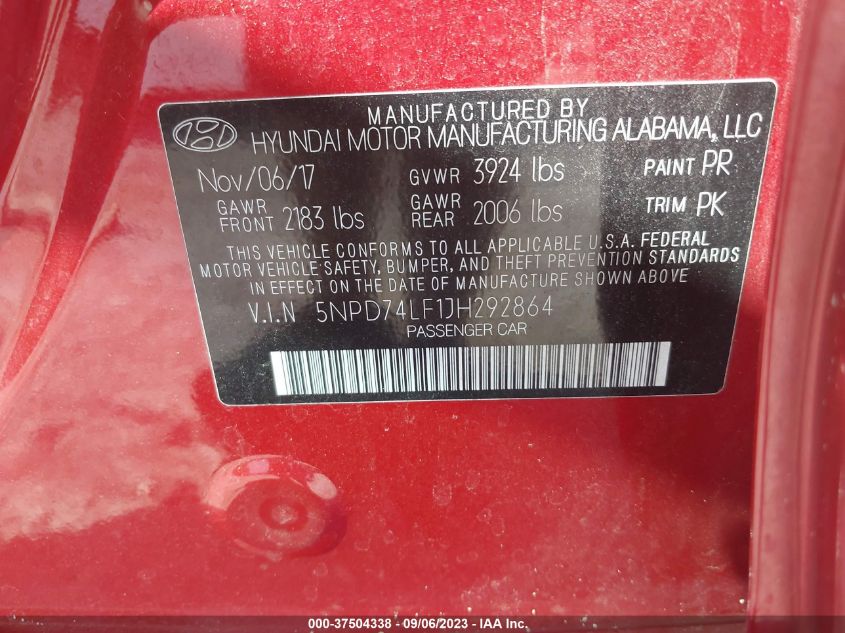 MANUFACTURED BY
HYUNDAI MOTOR MANUFACTURING ALABAMA, LLC
Nov/06/17 GVWR 3924 lbs PAINT PR
GAWR FRONT 2183 lbs GAWR REAR 2006 lbs TRIM PK
THIS VEHICLE CONFORMS TO ALL APPLICABLE U.S.A. FEDERAL
MOTOR VEHICLE SAFETY, BUMPER, AND THEFT PREVENTION STANDARDS
IN EFFECT ON THE DATE OF MANUFACTURE SHOWN ABOVE
V.I.N 5NPD74LF1JH292864
PASSENGER CAR
000-37504338 - 09/06/2023 - © IAA, Inc.